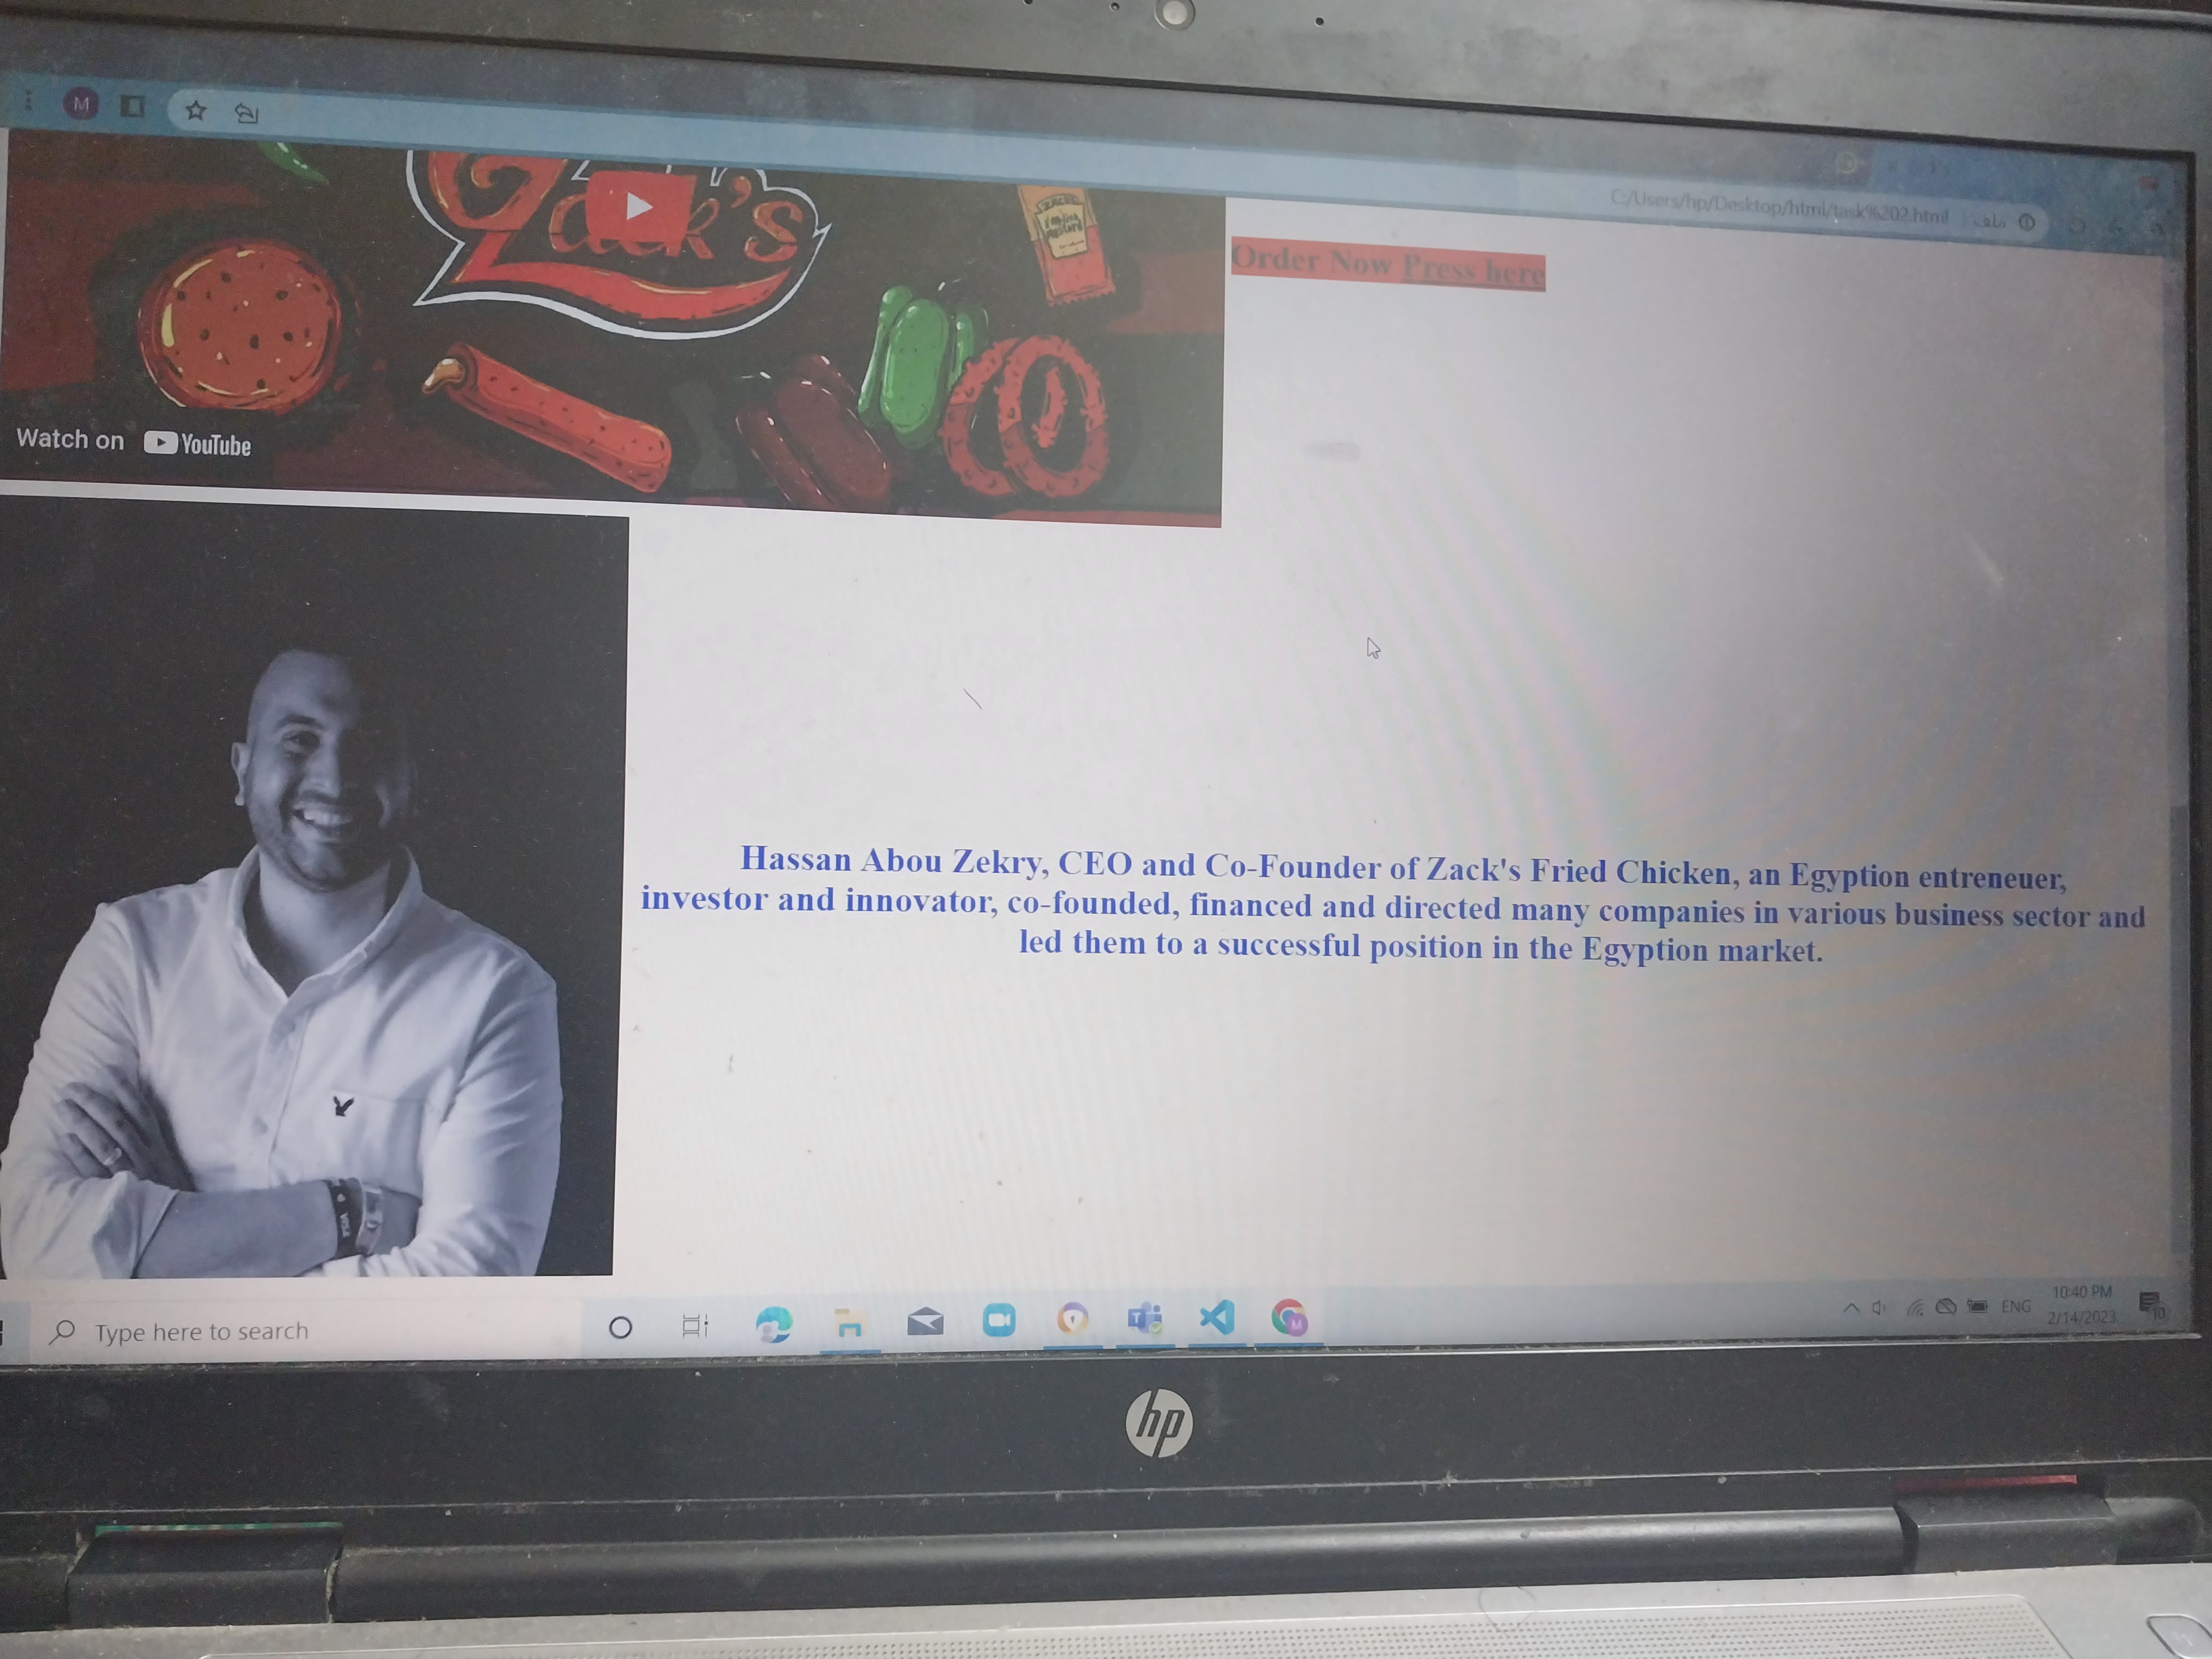 M
C:/Users/hp/Desktop/html/task%202.html
ملف
Zack's
Order Now Press here
Watch on YouTube
Hassan Abou Zekry, CEO and Co-Founder of Zack's Fried Chicken, an Egyption entreneuer,
investor and innovator, co-founded, financed and directed many companies in various business sector and
led them to a successful position in the Egyption market.
Type here to search
ENG
10:40 PM
2/14/2023
10
hp